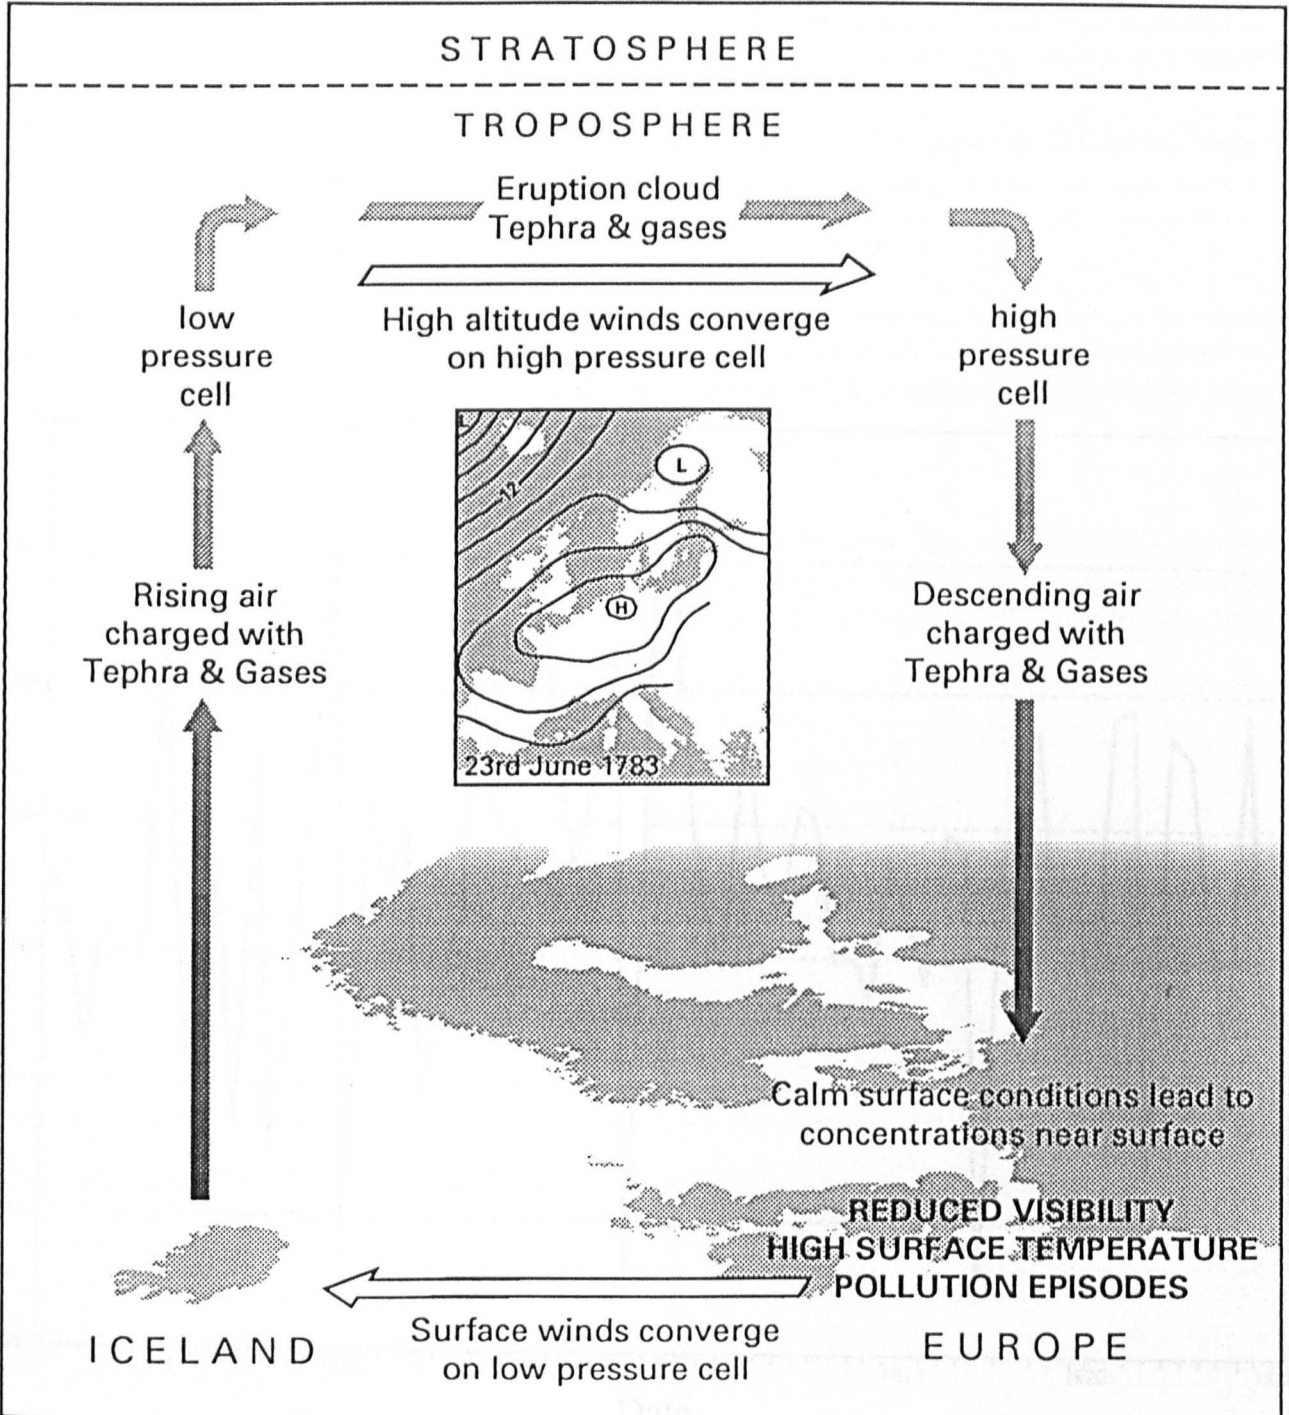 STRATOSPHERE
TROPOSPHERE
Eruption cloud
Tephra & gases
low
pressure
cell
High altitude winds converge
on high pressure cell
high
pressure
cell
L
L
12
H
23rd June 1783
Rising air
charged with
Tephra & Gases
Descending air
charged with
Tephra & Gases
Calm surface conditions lead to
concentrations near surface
REDUCED VISIBILITY
HIGH SURFACE TEMPERATURE
POLLUTION EPISODES
ICELAND
Surface winds converge
on low pressure cell
EUROPE